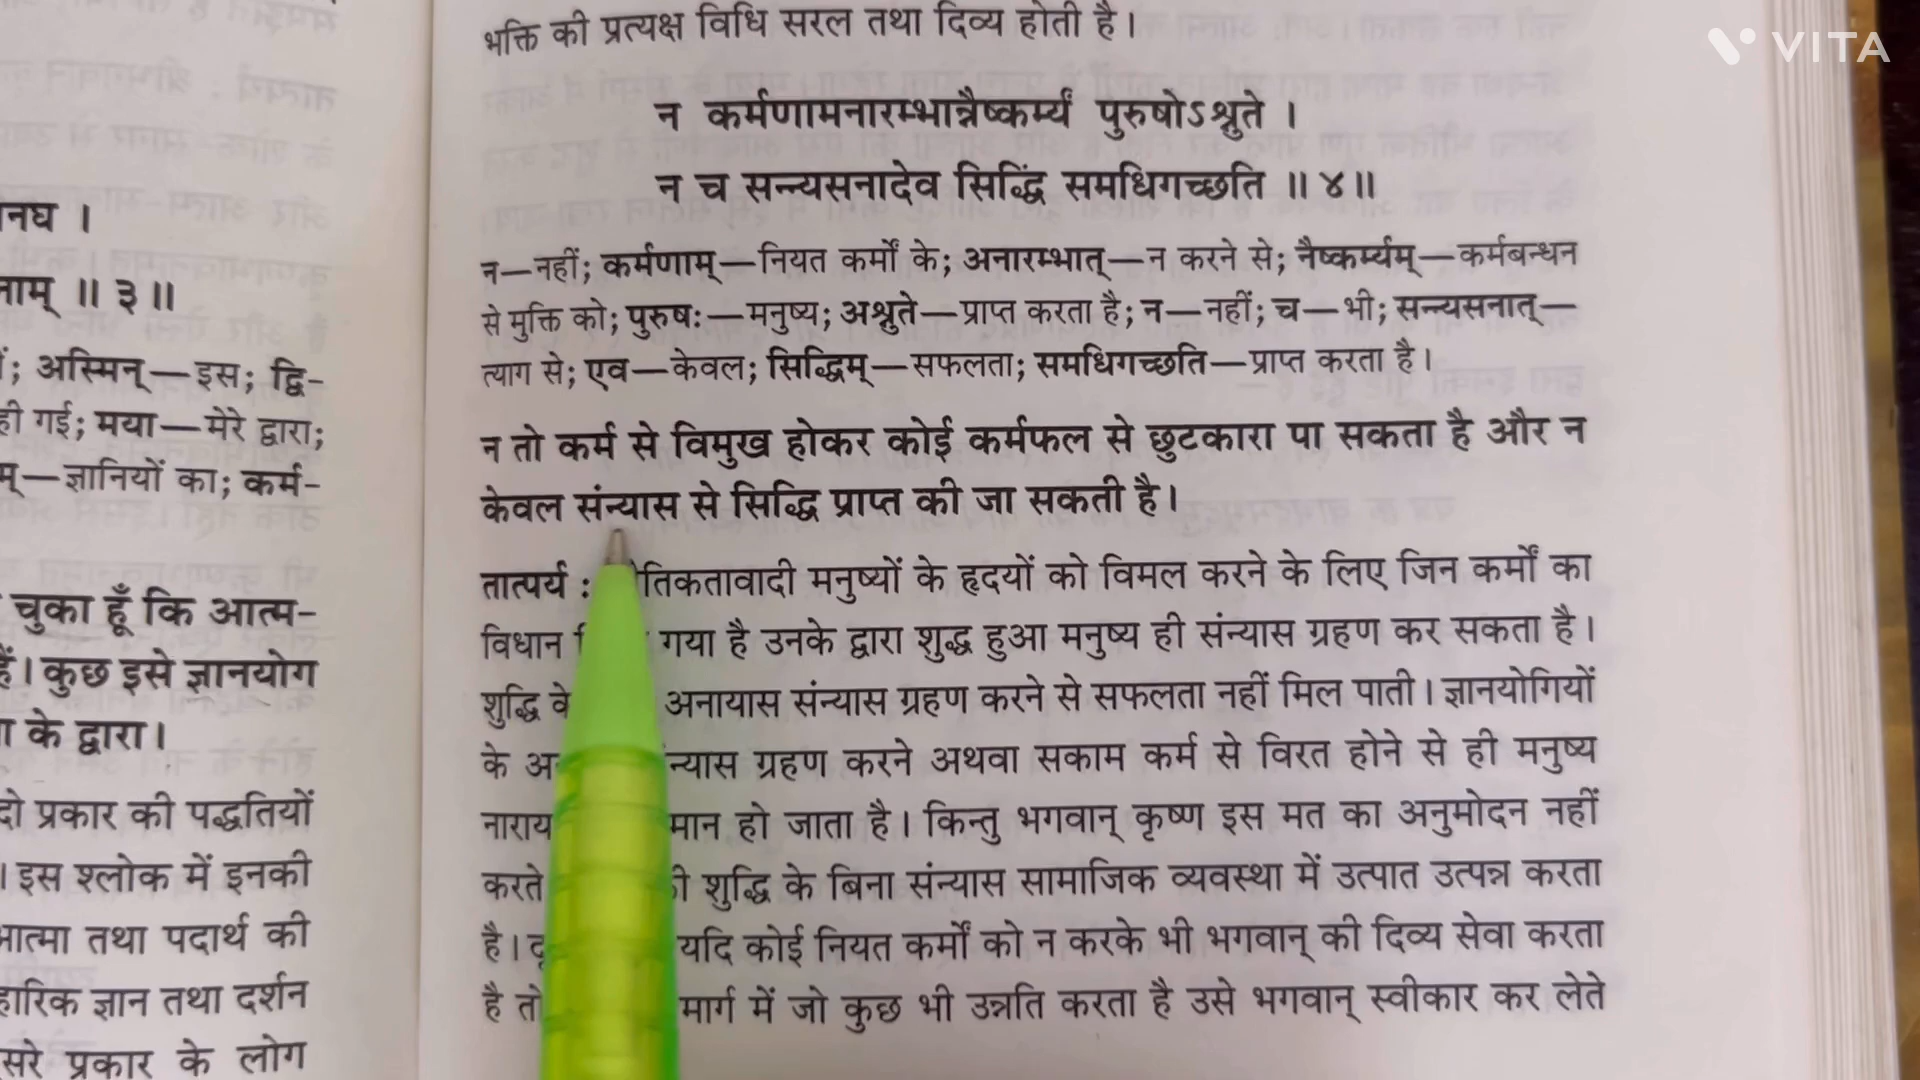 नघ ।
नाम् ॥ ३ ॥
अस्मिन्—इस; द्वि-
ही गई; मया—मेरे द्वारा;
म्—ज्ञानियों का; कर्म-
चुका हूँ कि आत्म-
हैं। कुछ इसे ज्ञानयोग
के द्वारा।
दो प्रकार की पद्धतियों
। इस श्लोक में इनकी
आत्मा तथा पदार्थ की
हारिक ज्ञान तथा दर्शन
सरे प्रकार के लोग
भक्ति की प्रत्यक्ष विधि सरल तथा दिव्य होती है।
न कर्मणामनारम्भान्नैष्कर्म्यं पुरुषोऽश्नुते ।
न च सन्न्यसनादेव सिद्धिं समधिगच्छति ॥ ४ ॥
न—नहीं; कर्मणाम्—नियत कर्मों के; अनारम्भात्—न करने से; नैष्कर्म्यम्—कर्मबन्धन
से मुक्ति को; पुरुषः—मनुष्य; अश्नुते—प्राप्त करता है; न—नहीं; च—भी; सन्न्यसनात्—
त्याग से; एव—केवल; सिद्धिम्—सफलता; समधिगच्छति—प्राप्त करता है।
न तो कर्म से विमुख होकर कोई कर्मफल से छुटकारा पा सकता है और न
केवल संन्यास से सिद्धि प्राप्त की जा सकती है।
तात्पर्य : तिकतावादी मनुष्यों के हृदयों को विमल करने के लिए जिन कर्मों का
विधान गया है उनके द्वारा शुद्ध हुआ मनुष्य ही संन्यास ग्रहण कर सकता है।
शुद्धि के अनायास संन्यास ग्रहण करने से सफलता नहीं मिल पाती। ज्ञानयोगियों
के अ न्यास ग्रहण करने अथवा सकाम कर्म से विरत होने से ही मनुष्य
नाराय मान हो जाता है। किन्तु भगवान् कृष्ण इस मत का अनुमोदन नहीं
करते की शुद्धि के बिना संन्यास सामाजिक व्यवस्था में उत्पात उत्पन्न करता
है। यदि कोई नियत कर्मों को न करके भी भगवान् की दिव्य सेवा करता
है तो मार्ग में जो कुछ भी उन्नति करता है उसे भगवान् स्वीकार कर लेते
VITA